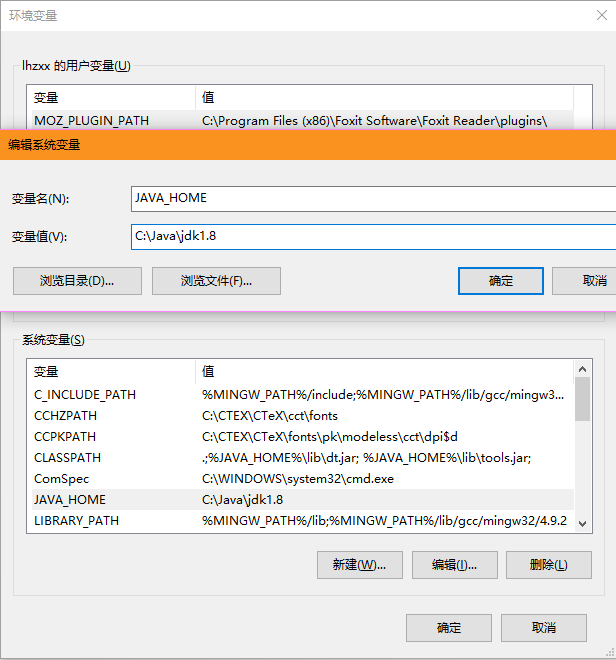 环境变量
lhzxx 的用户变量(U)
变量 值
MOZ_PLUGIN_PATH C:\Program Files (x86)\Foxit Software\Foxit Reader\plugins\
编辑系统变量
变量名(N): JAVA_HOME
变量值(V): C:\Java\jdk1.8
浏览目录(D)... 浏览文件(F)... 确定 取消
系统变量(S)
变量 值
C_INCLUDE_PATH %MINGW_PATH%/include;%MINGW_PATH%/lib/gcc/mingw3...
CCHZPATH C:\CTEX\CTeX\cct\fonts
CCPKPATH C:\CTEX\CTeX\fonts\pk\modeless\cct\dpi$d
CLASSPATH .;%JAVA_HOME%\lib\dt.jar; %JAVA_HOME%\lib\tools.jar;
ComSpec C:\WINDOWS\system32\cmd.exe
JAVA_HOME C:\Java\jdk1.8
LIBRARY_PATH %MINGW_PATH%/lib;%MINGW_PATH%/lib/gcc/mingw32/4.9.2
新建(W)... 编辑(I)... 删除(L)
确定 取消